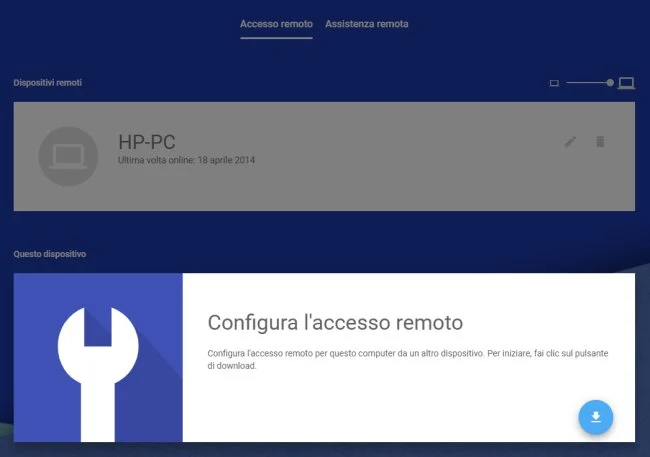 Accesso remoto Assistenza remota
Dispositivi remoti
HP-PC
Ultima volta online: 18 aprile 2014
Questo dispositivo
Configura l'accesso remoto
Configura l'accesso remoto per questo computer da un altro dispositivo. Per iniziare, fai clic sul pulsante
di download.